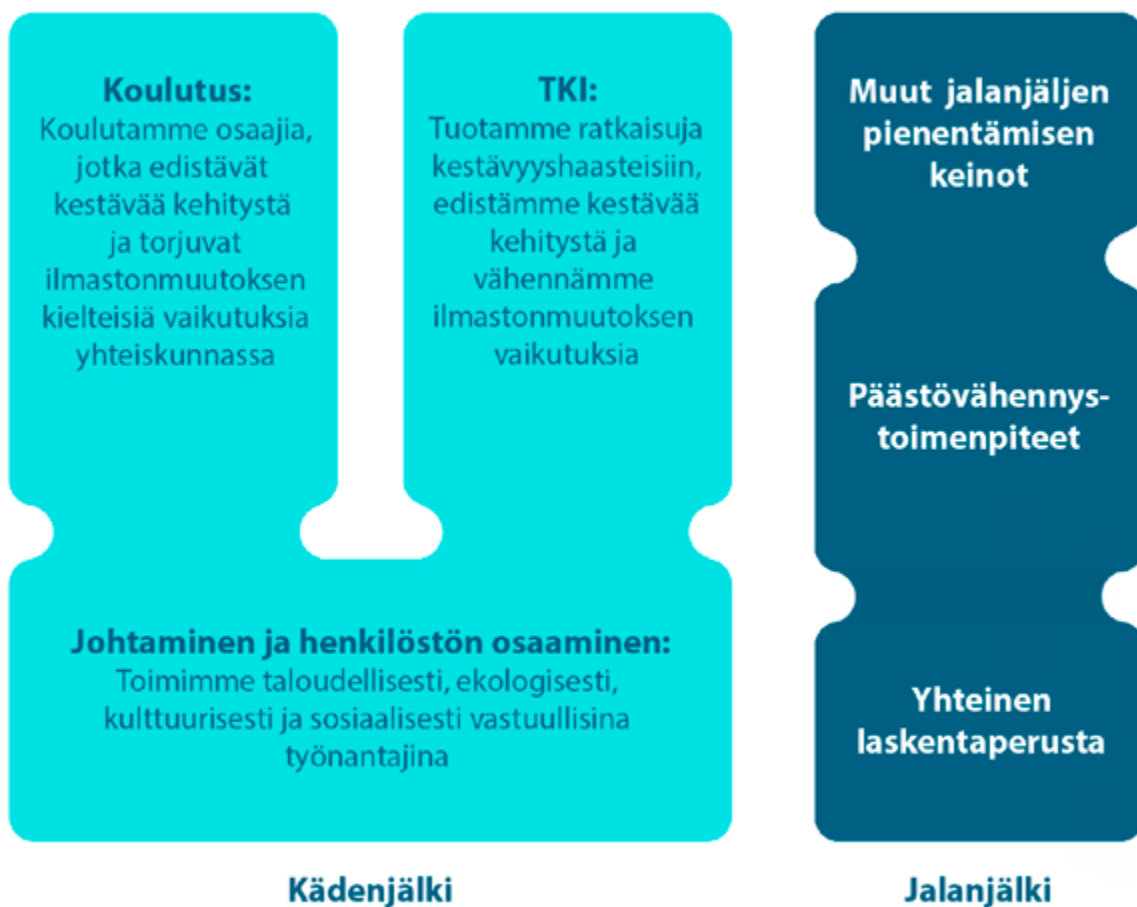 Koulutus:
Koulutamme osaajia,
jotka edistävät
kestävää kehitystä
ja torjuvat
ilmastonmuutoksen
kielteisiä vaikutuksia
yhteiskunnassa
TKI:
Tuotamme ratkaisuja
kestävyyshaasteisiin,
edistämme kestävää
kehitystä ja
vähennämme
ilmastonmuutoksen
vaikutuksia
Johtaminen ja henkilöstön osaaminen:
Toimimme taloudellisesti, ekologisesti,
kulttuurisesti ja sosiaalisesti vastuullisina
työnantajina
Kädenjälki
Muut jalanjäljen
pienentämisen
keinot
Päästövähennys-
toimenpiteet
Yhteinen
laskentaperusta
Jalanjälki